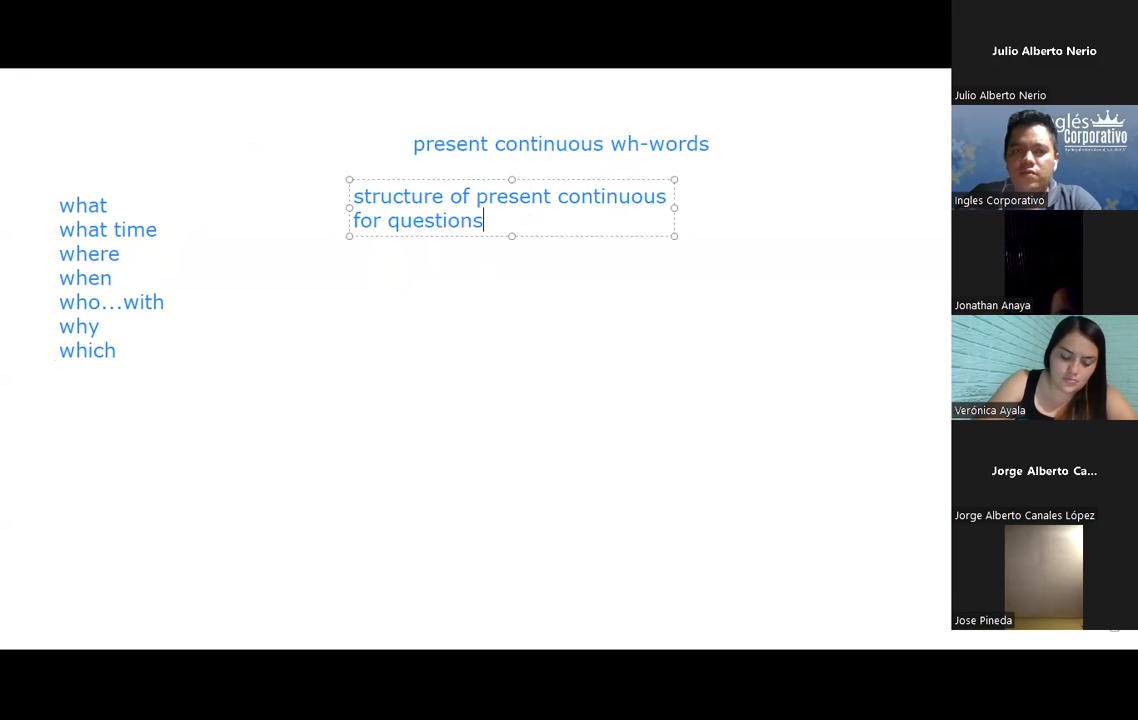 present continuous wh-words
structure of present continuous
for questions
what
what time
where
when
who...with
why
which
Julio Alberto Nerio
Julio Alberto Nerio
glés
Corporativo
Ingles Corporativo
Jonathan Anaya
Verónica Ayala
Jorge Alberto Ca...
Jorge Alberto Canales López
Jose Pineda